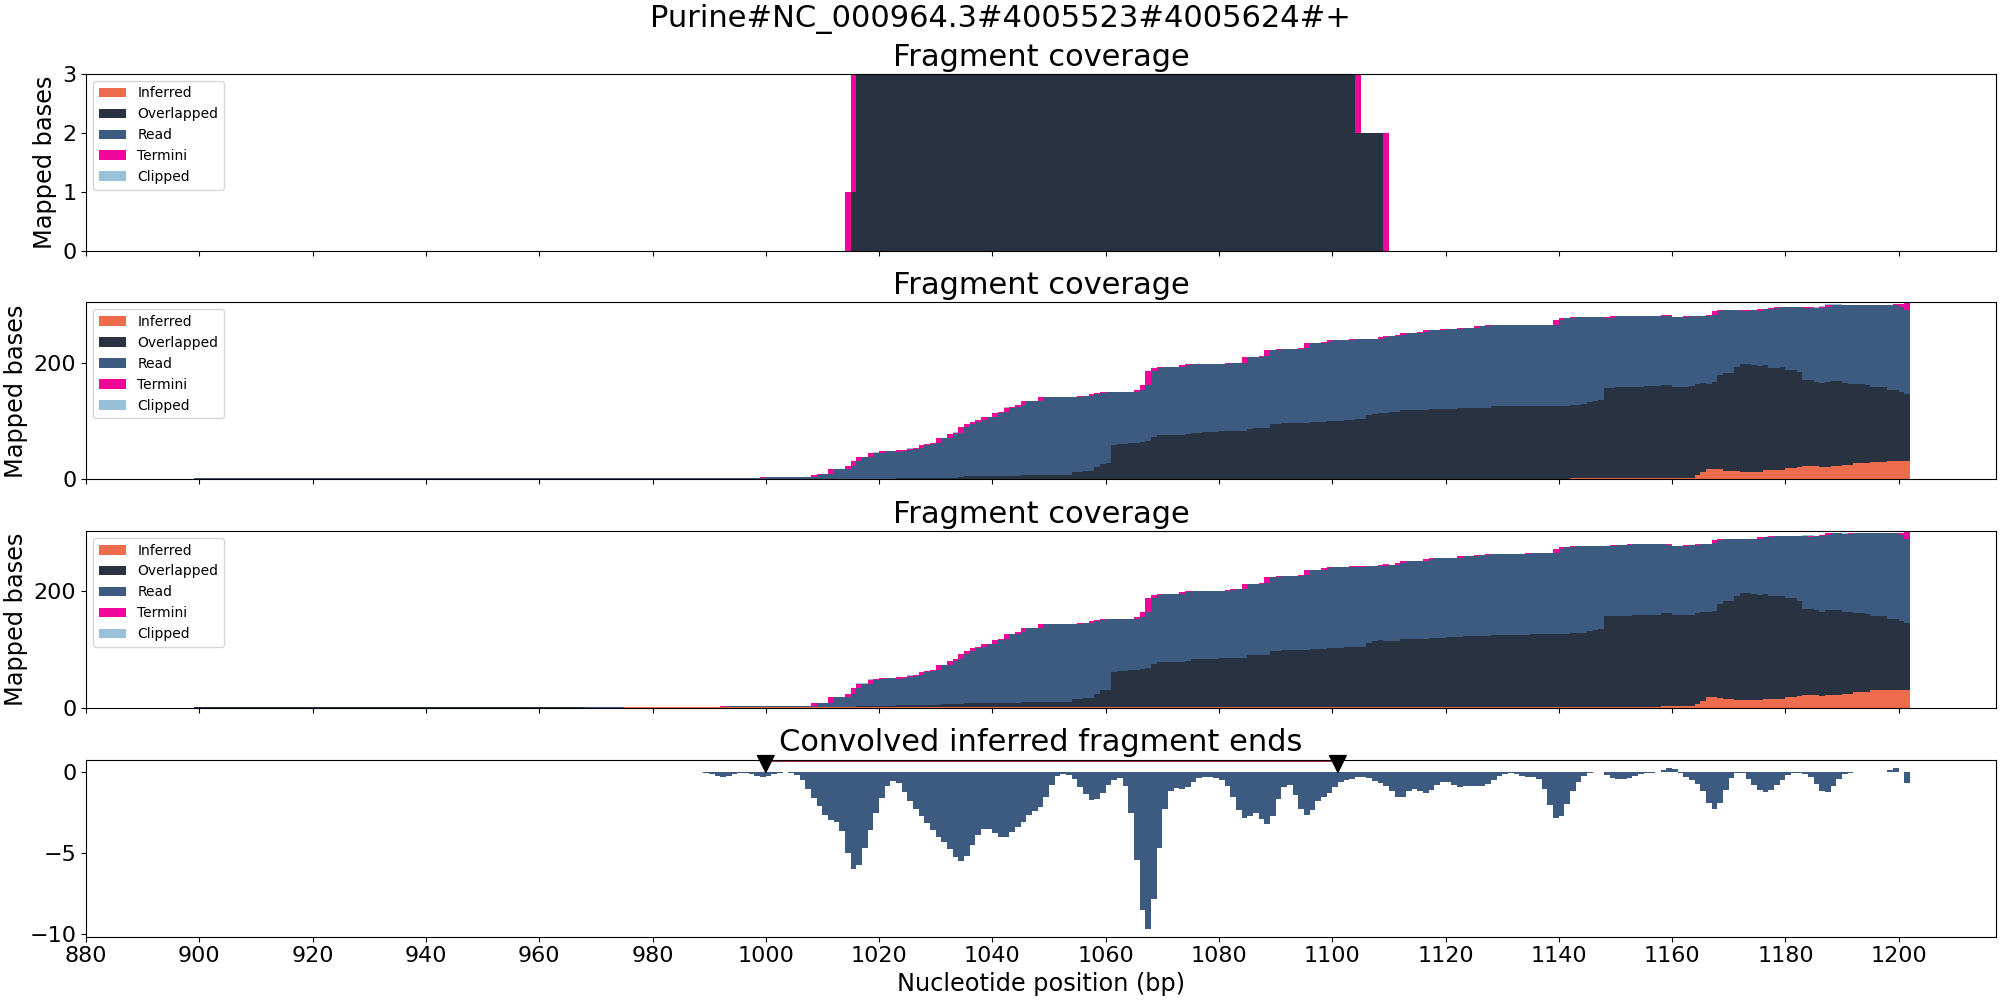 Purine#NC_000964.3#4005523#4005624#+
Fragment coverage
Mapped bases
3
2
1
0
Inferred
Overlapped
Read
Termini
Clipped
Fragment coverage
Mapped bases
200
0
Inferred
Overlapped
Read
Termini
Clipped
Fragment coverage
Mapped bases
200
0
Inferred
Overlapped
Read
Termini
Clipped
Convolved inferred fragment ends
0
−5
−10
880 900 920 940 960 980 1000 1020 1040 1060 1080 1100 1120 1140 1160 1180 1200
Nucleotide position (bp)